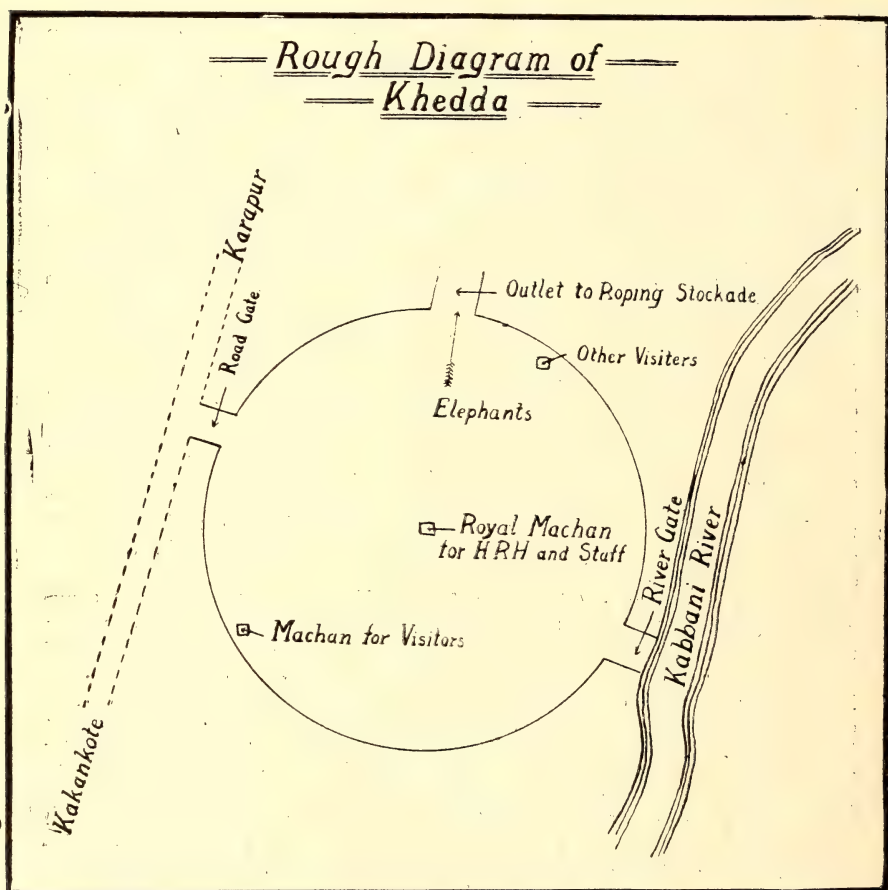 Rough Diagram of
Khedda
Karapur
Road Gate
Outlet to Roping Stockade
Other Visiters
Elephants
Royal Machan
for HRH and Staff
River Gate
Kabbani River
Machan for Visitors
Kakankote